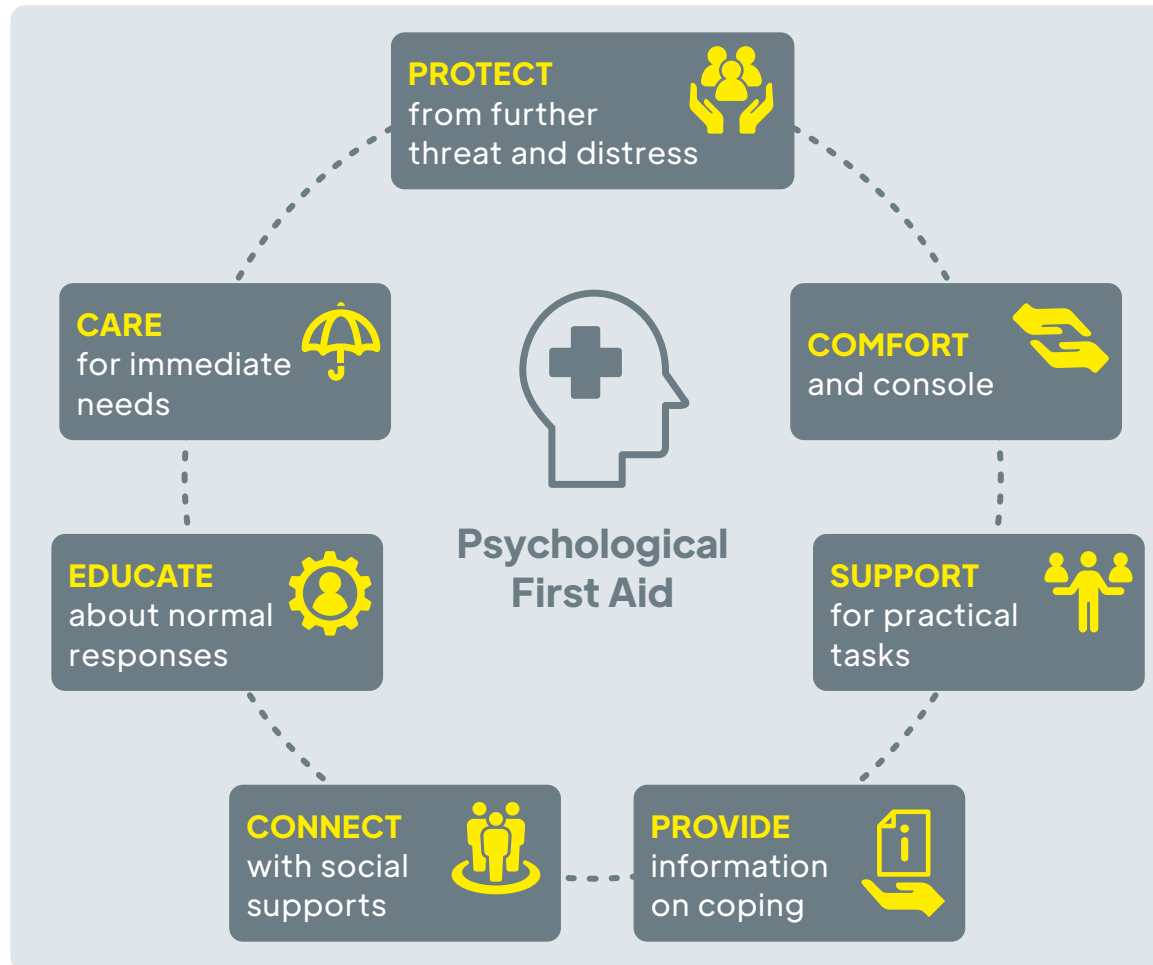 PROTECT
from further
threat and distress
COMFORT
and console
SUPPORT
for practical
tasks
PROVIDE
information
on coping
CONNECT
with social
supports
EDUCATE
about normal
responses
CARE
for immediate
needs
Psychological
First Aid